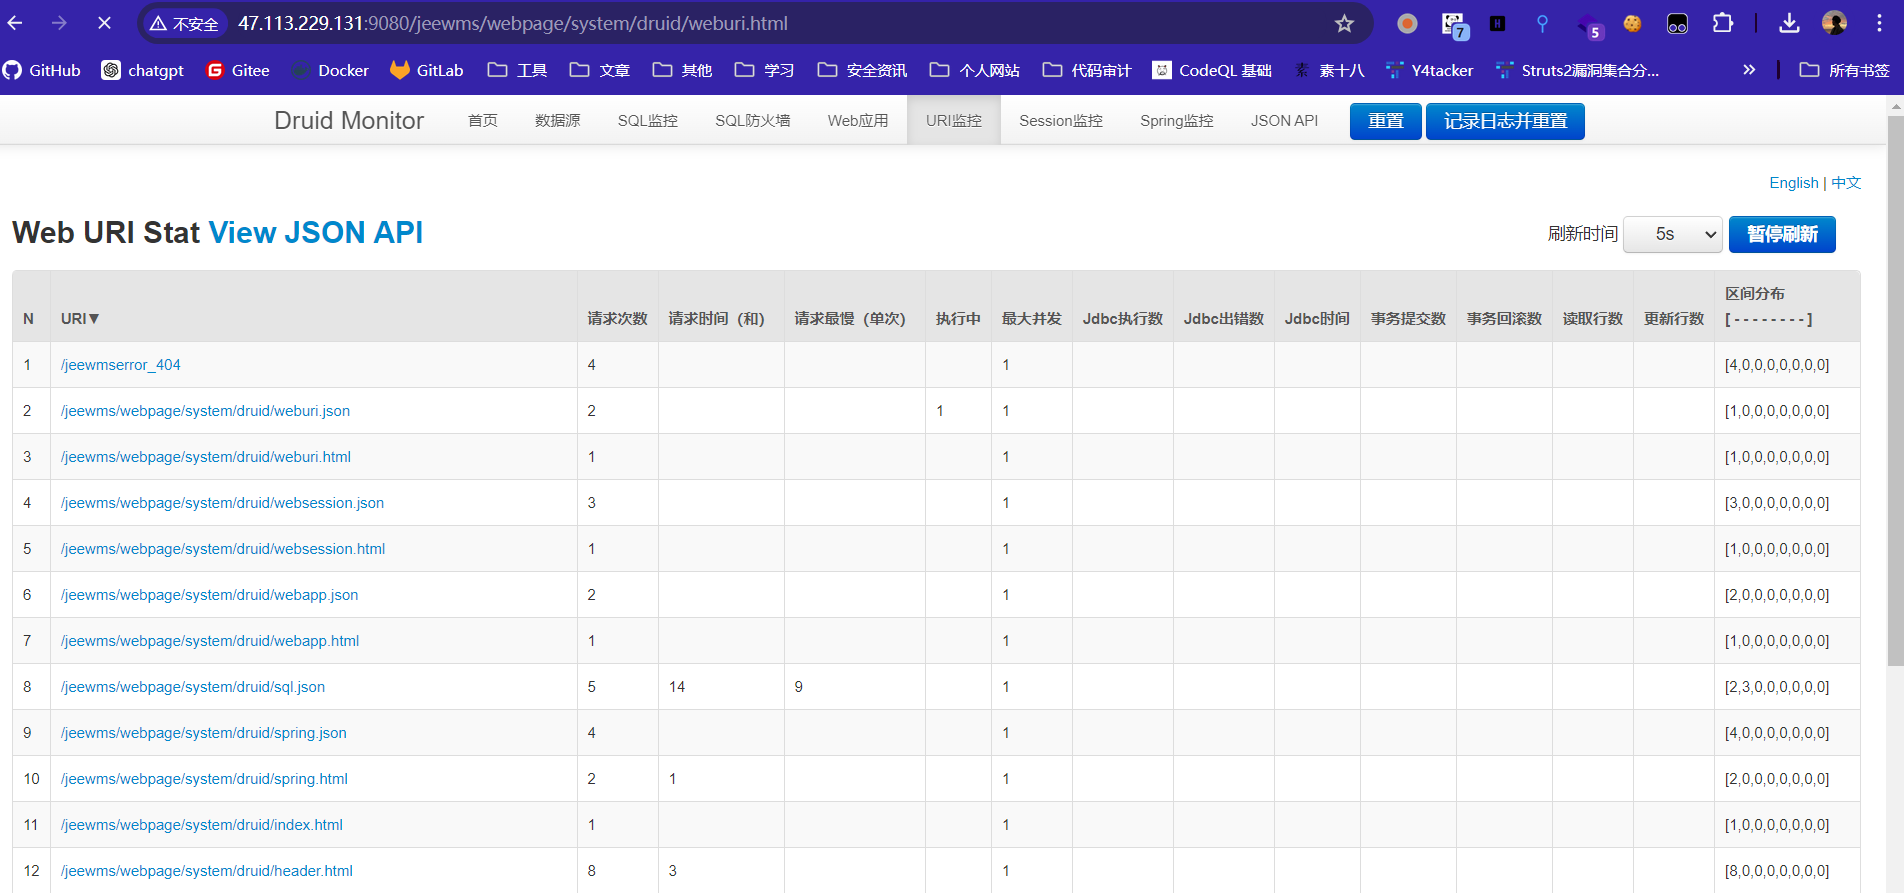 不安全 47.113.229.131:9080/jeewms/webpage/system/druid/weburi.html 7 5
GitHub chatgpt Gitee Docker GitLab 工具 文章 其他 学习 安全资讯 个人网站 代码审计 CodeQL 基础 素 素十八 Y4tacker Struts2漏洞集合分... 所有书签
Druid Monitor 首页 数据源 SQL监控 SQL防火墙 Web应用 URI监控 Session监控 Spring监控 JSON API 重置 记录日志并重置
English | 中文
Web URI Stat View JSON API 刷新时间 5s 暂停刷新
N URI▼ 请求次数 请求时间（和） 请求最慢（单次） 执行中 最大并发 Jdbc执行数 Jdbc出错数 Jdbc时间 事务提交数 事务回滚数 读取行数 更新行数 区间分布
[ - - - - - - - - ]
1 /jeewmserror_404 4 1 [4,0,0,0,0,0,0,0]
2 /jeewms/webpage/system/druid/weburi.json 2 1 1 [1,0,0,0,0,0,0,0]
3 /jeewms/webpage/system/druid/weburi.html 1 1 [1,0,0,0,0,0,0,0]
4 /jeewms/webpage/system/druid/websession.json 3 1 [3,0,0,0,0,0,0,0]
5 /jeewms/webpage/system/druid/websession.html 1 1 [1,0,0,0,0,0,0,0]
6 /jeewms/webpage/system/druid/webapp.json 2 1 [2,0,0,0,0,0,0,0]
7 /jeewms/webpage/system/druid/webapp.html 1 1 [1,0,0,0,0,0,0,0]
8 /jeewms/webpage/system/druid/sql.json 5 14 9 1 [2,3,0,0,0,0,0,0]
9 /jeewms/webpage/system/druid/spring.json 4 1 [4,0,0,0,0,0,0,0]
10 /jeewms/webpage/system/druid/spring.html 2 1 1 [2,0,0,0,0,0,0,0]
11 /jeewms/webpage/system/druid/index.html 1 1 [1,0,0,0,0,0,0,0]
12 /jeewms/webpage/system/druid/header.html 8 3 1 [8,0,0,0,0,0,0,0]